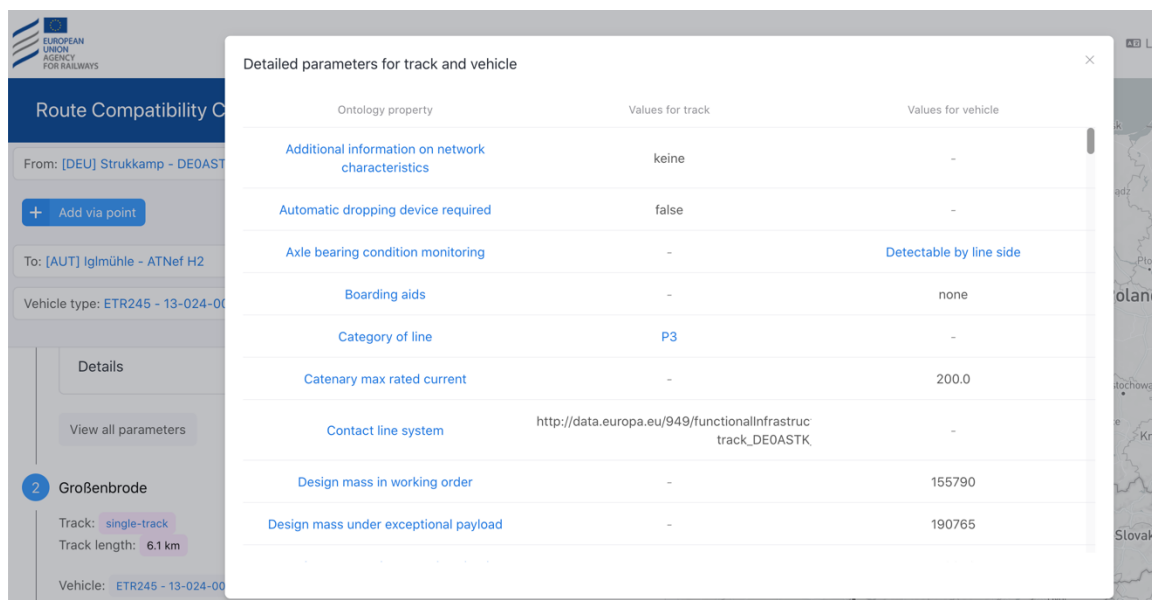 EUROPEAN
UNION
AGENCY
FOR RAILWAYS
Route Compatibility C
From: [DEU] Strukkamp - DE0AST
Add via point
To: [AUT] Iglmühle - ATNef H2
Vehicle type: ETR245 - 13-024-00
Details
View all parameters
2 Großenbrode
Track: single-track
Track length: 6.1 km
Vehicle: ETR245 - 13-024-00
Detailed parameters for track and vehicle
Ontology property Values for track Values for vehicle
Additional information on network
characteristics keine -
Automatic dropping device required false -
Axle bearing condition monitoring - Detectable by line side
Boarding aids - none
Category of line P3 -
Catenary max rated current - 200.0
Contact line system http://data.europa.eu/949/functionalInfrastruc -
track_DE0ASTK
Design mass in working order - 155790
Design mass under exceptional payload - 190765
olan
Kr
Slovak